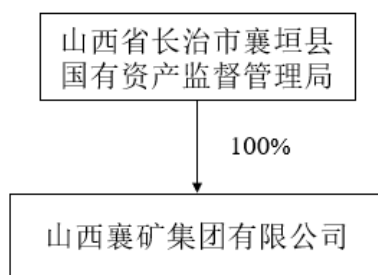 山西省长治市襄垣县
国有资产监督管理局
100%
山西襄矿集团有限公司